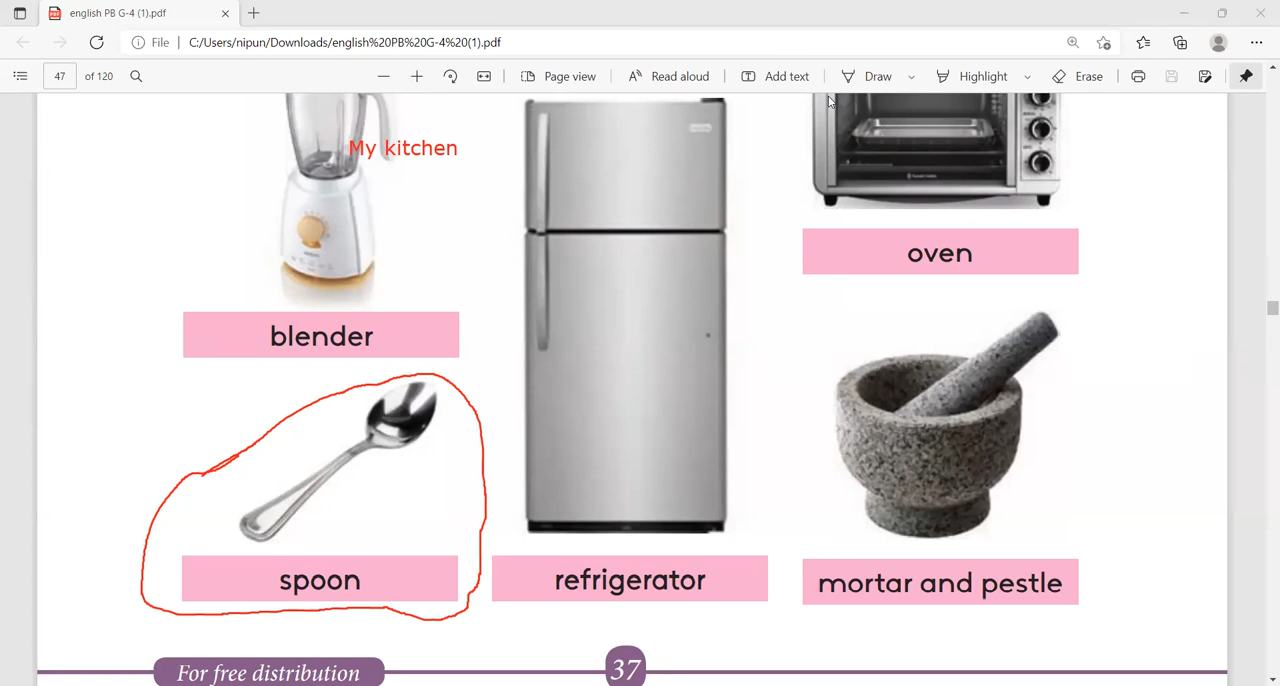 english PB G-4 (1).pdf
File
C:/Users/nipun/Downloads/english%20PB%20G-4%20(1).pdf
47 of 120
Page view
Read aloud
Add text
Draw
Highlight
Erase
My kitchen
oven
blender
spoon
refrigerator
mortar and pestle
For free distribution
37